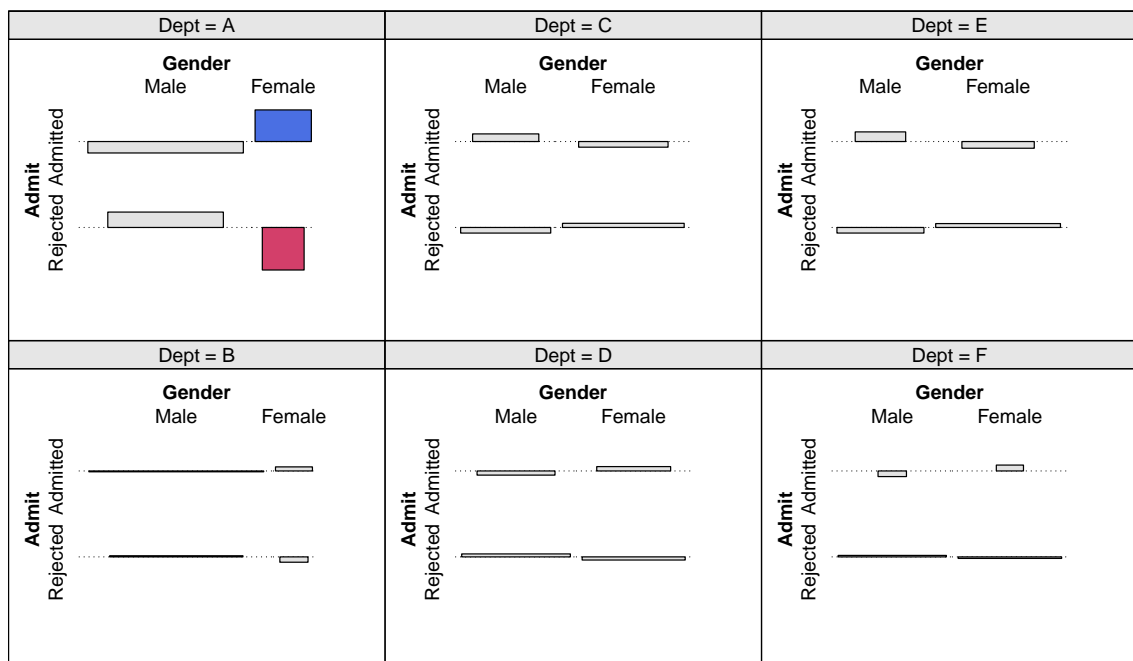 Dept = A
Gender
Male Female
Admit
Admitted
Rejected
Dept = C
Gender
Male Female
Admit
Admitted
Rejected
Dept = E
Gender
Male Female
Admit
Admitted
Rejected
Dept = B
Gender
Male Female
Admit
Admitted
Rejected
Dept = D
Gender
Male Female
Admit
Admitted
Rejected
Dept = F
Gender
Male Female
Admit
Admitted
Rejected